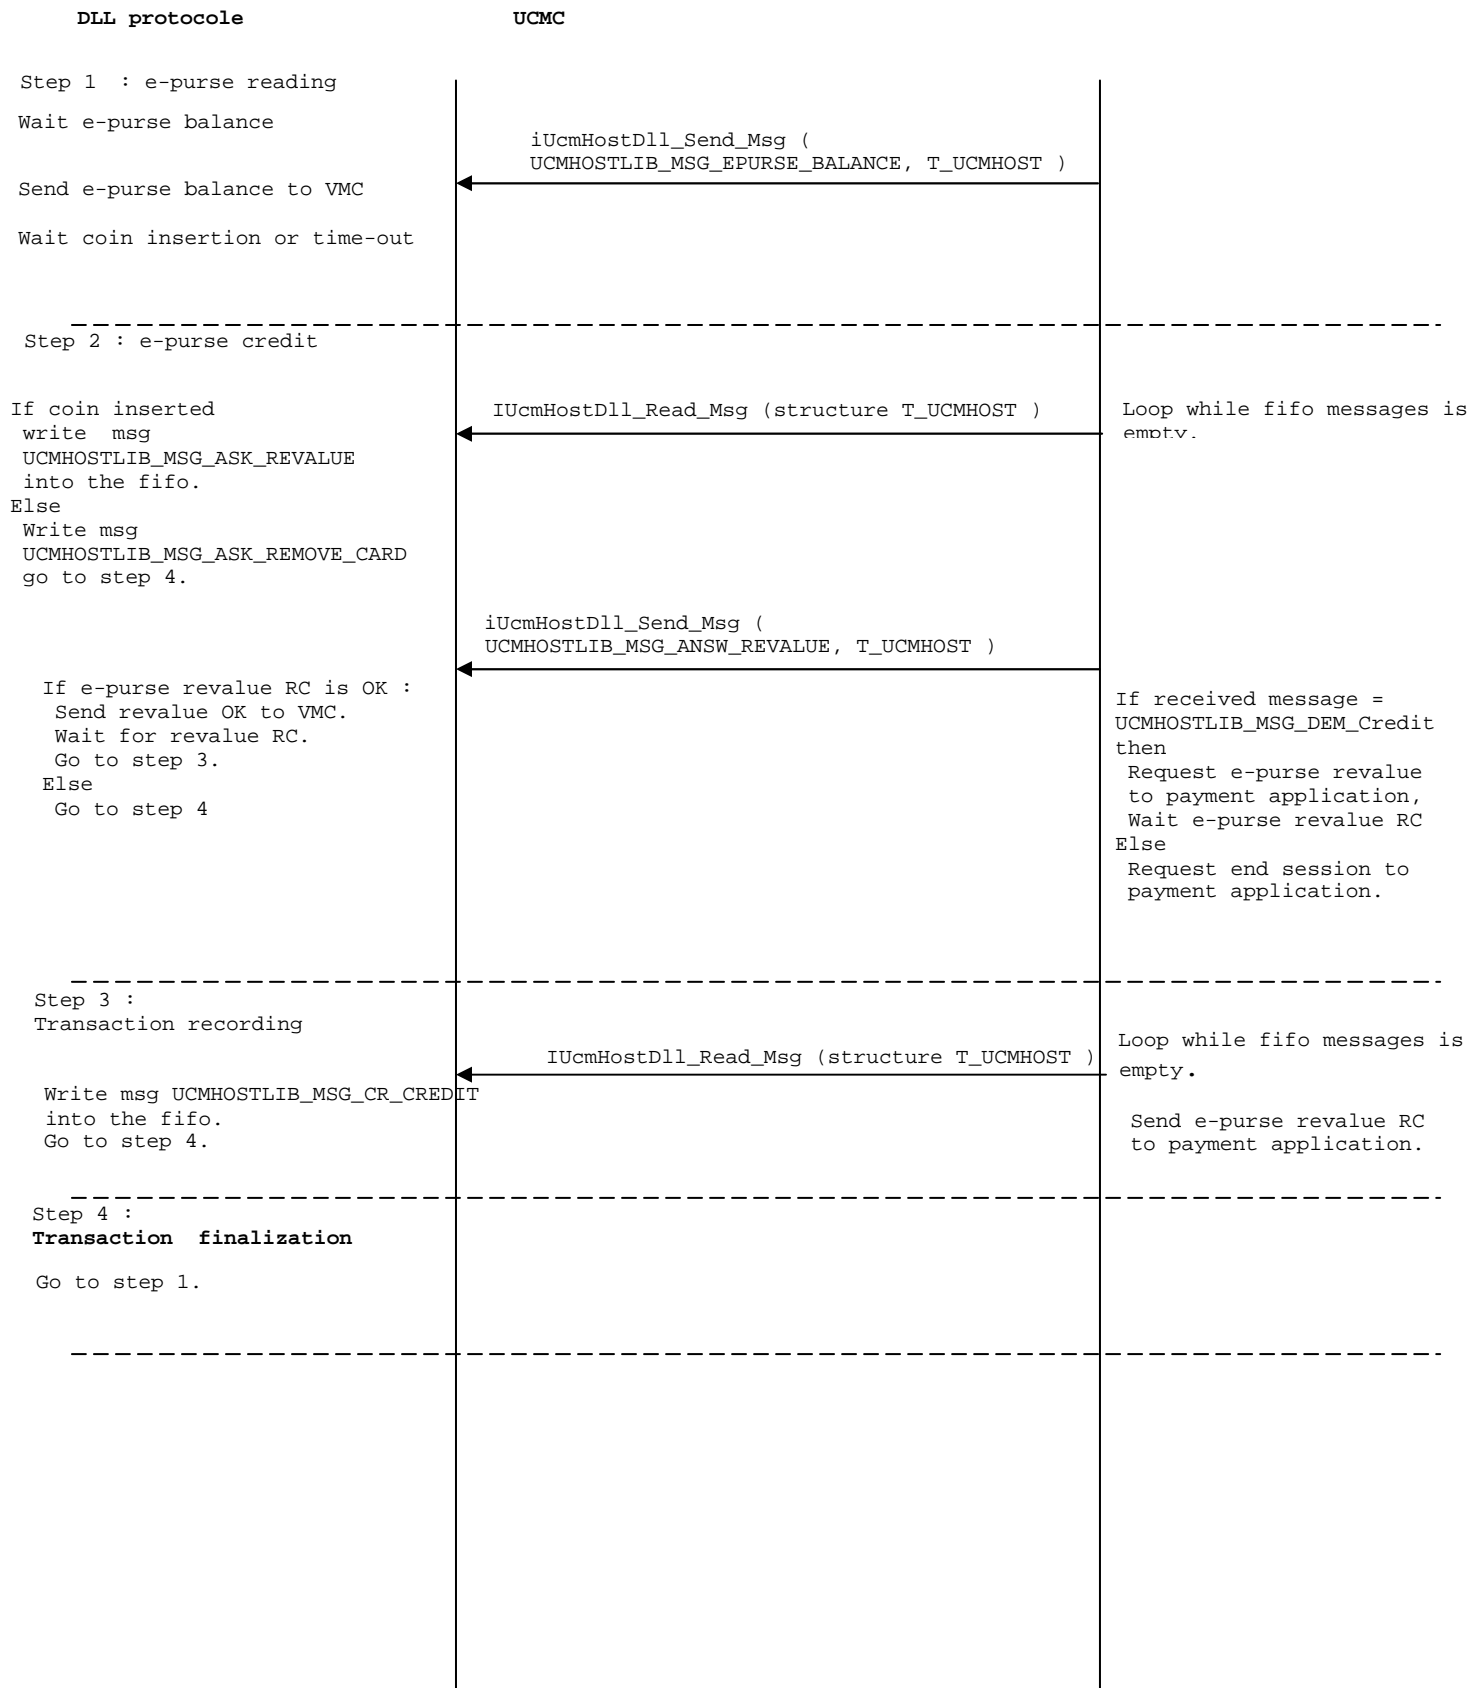 DLL protocole
UCMC
Step 1 : e-purse reading
Wait e-purse balance
iUcmHostDll_Send_Msg (
UCMHOSTLIB_MSG_EPURSE_BALANCE, T_UCMHOST )
Send e-purse balance to VMC
Wait coin insertion or time-out
Step 2 : e-purse credit
If coin inserted
write msg
UCMHOSTLIB_MSG_ASK_REVALUE
into the fifo.
Else
Write msg
UCMHOSTLIB_MSG_ASK_REMOVE_CARD
go to step 4.
IUcmHostDll_Read_Msg (structure T_UCMHOST )
Loop while fifo messages is
empty.
iUcmHostDll_Send_Msg (
UCMHOSTLIB_MSG_ANSW_REVALUE, T_UCMHOST )
If e-purse revalue RC is OK :
Send revalue OK to VMC.
Wait for revalue RC.
Go to step 3.
Else
Go to step 4
If received message =
UCMHOSTLIB_MSG_DEM_Credit
then
Request e-purse revalue
to payment application,
Wait e-purse revalue RC
Else
Request end session to
payment application.
Step 3 :
Transaction recording
IUcmHostDll_Read_Msg (structure T_UCMHOST )
Loop while fifo messages is
empty.
Write msg UCMHOSTLIB_MSG_CR_CREDIT
into the fifo.
Go to step 4.
Send e-purse revalue RC
to payment application.
Step 4 :
Transaction finalization
Go to step 1.